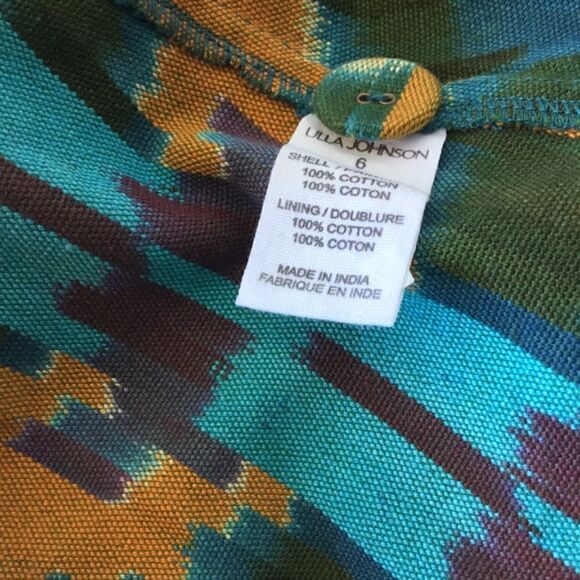 ULLA JOHNSON
6
SHELL /
100% COTTON
100% COTON
LINING / DOUBLURE
100% COTTON
100% COTON
MADE IN INDIA
FABRIQUE EN INDE